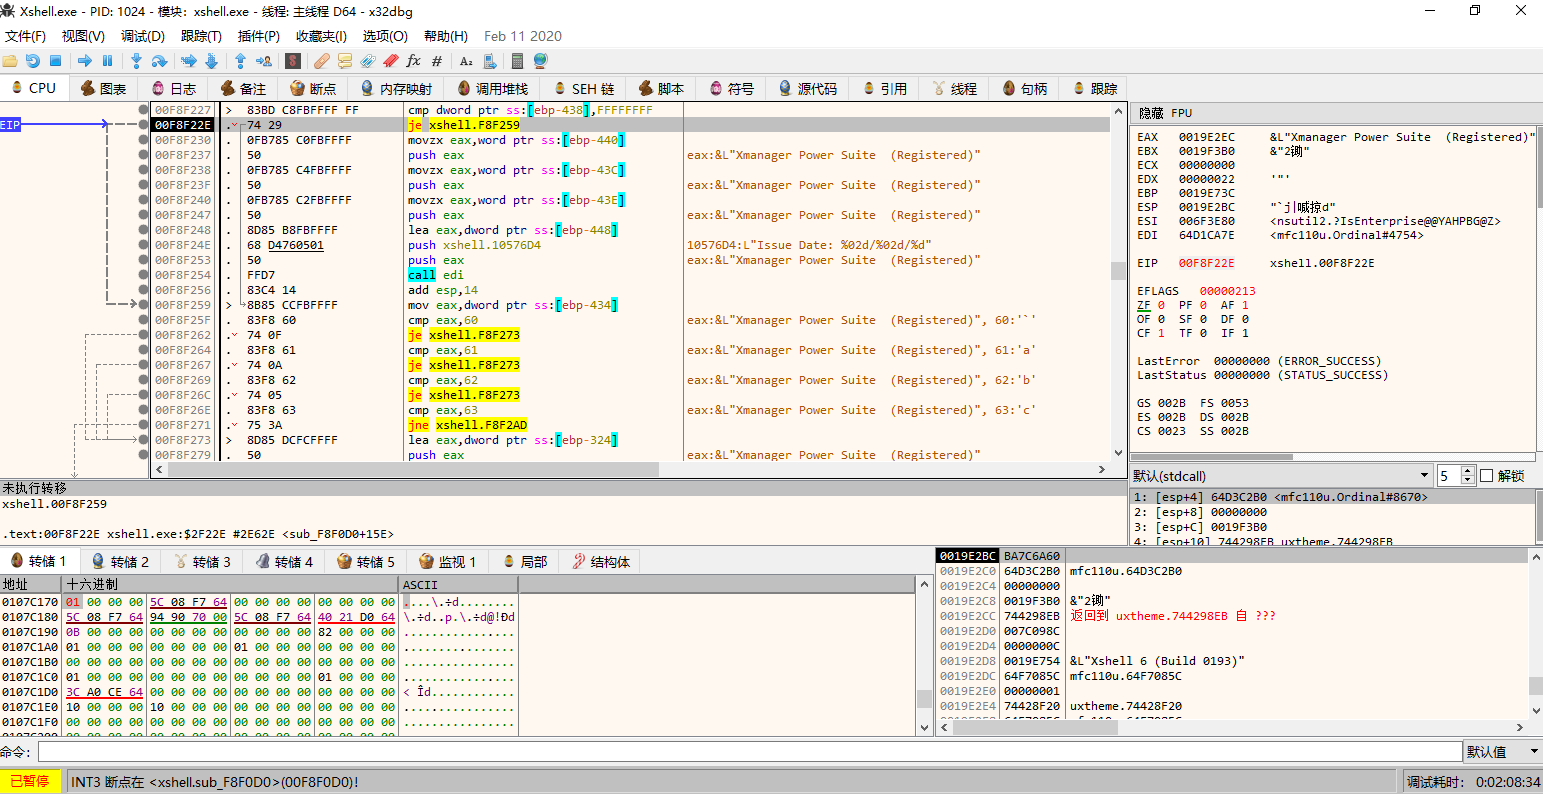 Xshell.exe - PID: 1024 - 模块: xshell.exe - 线程: 主线程 D64 - x32dbg
文件(F) 视图(V) 调试(D) 跟踪(T) 插件(P) 收藏夹(I) 选项(O) 帮助(H) Feb 11 2020
CPU 图表 日志 备注 断点 内存映射 调用堆栈 SEH 链 脚本 符号 源代码 引用 线程 句柄 跟踪
EIP
00F8F227 > 83BD C8FBFFFF FF cmp dword ptr ss:[ebp-438],FFFFFFFF
00F8F22E . 74 29 je xshell.F8F259
00F8F230 . 0FB785 C0FBFFFF movzx eax,word ptr ss:[ebp-440]
00F8F237 . 50 push eax eax:&L"Xmanager Power Suite  (Registered)"
00F8F238 . 0FB785 C4FBFFFF movzx eax,word ptr ss:[ebp-43C]
00F8F23F . 50 push eax eax:&L"Xmanager Power Suite  (Registered)"
00F8F240 . 0FB785 C2FBFFFF movzx eax,word ptr ss:[ebp-43E]
00F8F247 . 50 push eax eax:&L"Xmanager Power Suite  (Registered)"
00F8F248 . 8D85 B8FBFFFF lea eax,dword ptr ss:[ebp-448]
00F8F24E . 68 D4760501 push xshell.10576D4 10576D4:L"Issue Date: %02d/%02d/%d"
00F8F253 . 50 push eax eax:&L"Xmanager Power Suite  (Registered)"
00F8F254 . FFD7 call edi
00F8F256 . 83C4 14 add esp,14
00F8F259 > 8B85 CCFBFFFF mov eax,dword ptr ss:[ebp-434]
00F8F25F . 83F8 60 cmp eax,60 eax:&L"Xmanager Power Suite  (Registered)", 60:'`'
00F8F262 . 74 0F je xshell.F8F273
00F8F264 . 83F8 61 cmp eax,61 eax:&L"Xmanager Power Suite  (Registered)", 61:'a'
00F8F267 . 74 0A je xshell.F8F273
00F8F269 . 83F8 62 cmp eax,62 eax:&L"Xmanager Power Suite  (Registered)", 62:'b'
00F8F26C . 74 05 je xshell.F8F273
00F8F26E . 83F8 63 cmp eax,63 eax:&L"Xmanager Power Suite  (Registered)", 63:'c'
00F8F271 . 75 3A jne xshell.F8F2AD
00F8F273 > 8D85 DCFCFFFF lea eax,dword ptr ss:[ebp-324]
00F8F279 . 50 push eax eax:&L"Xmanager Power Suite  (Registered)"
隐藏 FPU
EAX 0019E2EC &L"Xmanager Power Suite  (Registered)"
EBX 0019F3B0 &"2锄"
ECX 00000000
EDX 00000022 '"'
EBP 0019E73C
ESP 0019E2BC "`j|喊掠d"
ESI 006F3E80 <nsutil2.?IsEnterprise@@YAHPBG@Z>
EDI 64D1CA7E <mfc110u.Ordinal#4754>
EIP 00F8F22E xshell.00F8F22E
EFLAGS 00000213
ZF 0 PF 0 AF 1
OF 0 SF 0 DF 0
CF 1 TF 0 IF 1
LastError 00000000 (ERROR_SUCCESS)
LastStatus 00000000 (STATUS_SUCCESS)
GS 002B FS 0053
ES 002B DS 002B
CS 0023 SS 002B
默认(stdcall) 5 解锁
1: [esp+4] 64D3C2B0 <mfc110u.Ordinal#8670>
2: [esp+8] 00000000
3: [esp+C] 0019F3B0
4: [esp+10] 744298EB uxtheme.744298EB
未执行转移
xshell.00F8F259
.text:00F8F22E xshell.exe:$2F22E #2E62E <sub_F8F0D0+15E>
转储 1 转储 2 转储 3 转储 4 转储 5 监视 1 局部 结构体
地址 十六进制 ASCII
0107C170 01 00 00 00 5C 08 F7 64 00 00 00 00 00 00 00 00 ....\.÷d........
0107C180 5C 08 F7 64 94 90 70 00 5C 08 F7 64 40 21 D0 64 \.÷d..p.\.÷d@!Ðd
0107C190 0B 00 00 00 00 00 00 00 00 00 00 00 82 00 00 00 ................
0107C1A0 01 00 00 00 00 00 00 00 01 00 00 00 00 00 00 00 ................
0107C1B0 00 00 00 00 00 00 00 00 00 00 00 00 00 00 00 00 ................
0107C1C0 01 00 00 00 00 00 00 00 00 00 00 00 01 00 00 00 ................
0107C1D0 3C A0 CE 64 00 00 00 00 00 00 00 00 00 00 00 00 < Îd............
0107C1E0 10 00 00 00 10 00 00 00 00 00 00 00 00 00 00 00 ................
0107C1F0 00 00 00 00 00 00 00 00 00 00 00 00 00 00 00 00 ................
0019E2BC BA7C6A60
0019E2C0 64D3C2B0 mfc110u.64D3C2B0
0019E2C4 00000000
0019E2C8 0019F3B0 &"2锄"
0019E2CC 744298EB 返回到 uxtheme.744298EB 自 ???
0019E2D0 007C098C
0019E2D4 0000000C
0019E2D8 0019E754 &L"Xshell 6 (Build 0193)"
0019E2DC 64F7085C mfc110u.64F7085C
0019E2E0 00000001
0019E2E4 74428F20 uxtheme.74428F20
命令: 默认值
已暂停 INT3 断点在 <xshell.sub_F8F0D0>(00F8F0D0)! 调试耗时: 0:02:08:34